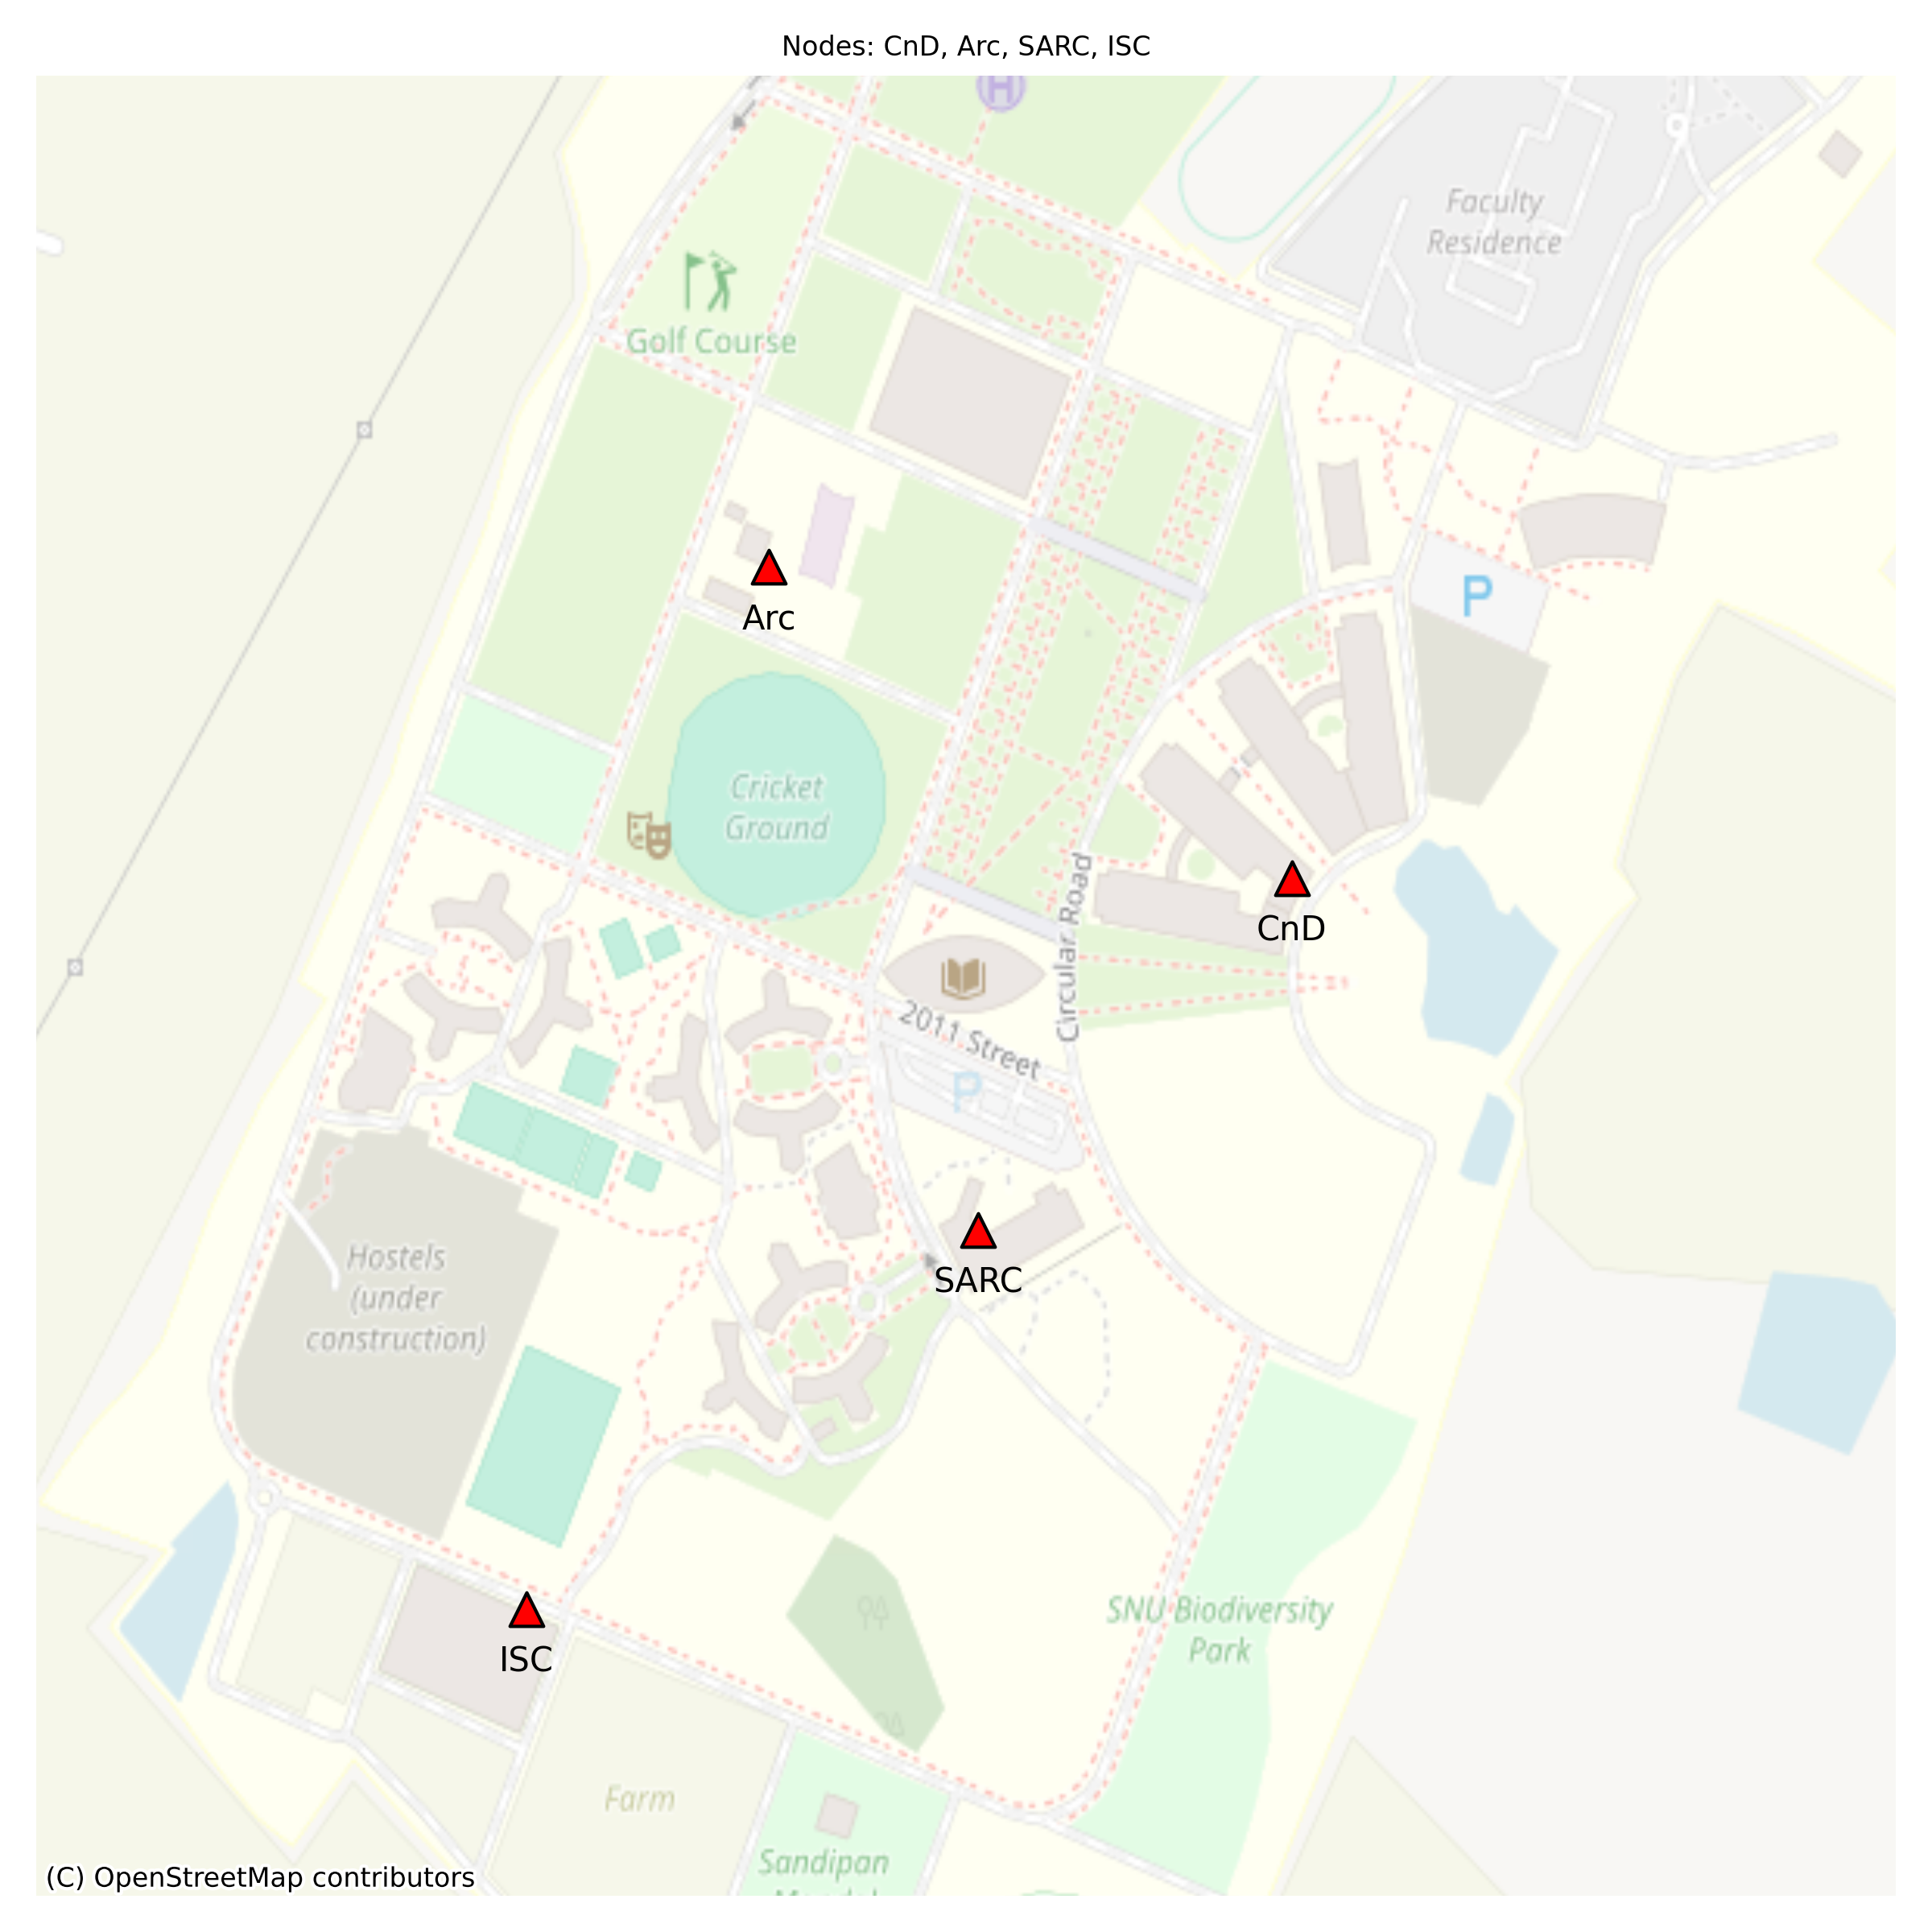 Nodes: CnD, Arc, SARC, ISC
H
Faculty
Residence
Golf Course
P
Arc
Cricket
Ground
Circular Road
CnD
2011 Street
P
SARC
Hostels
(under
construction)
ISC
SNU Biodiversity
Park
Farm
Sandipan
(C) OpenStreetMap contributors